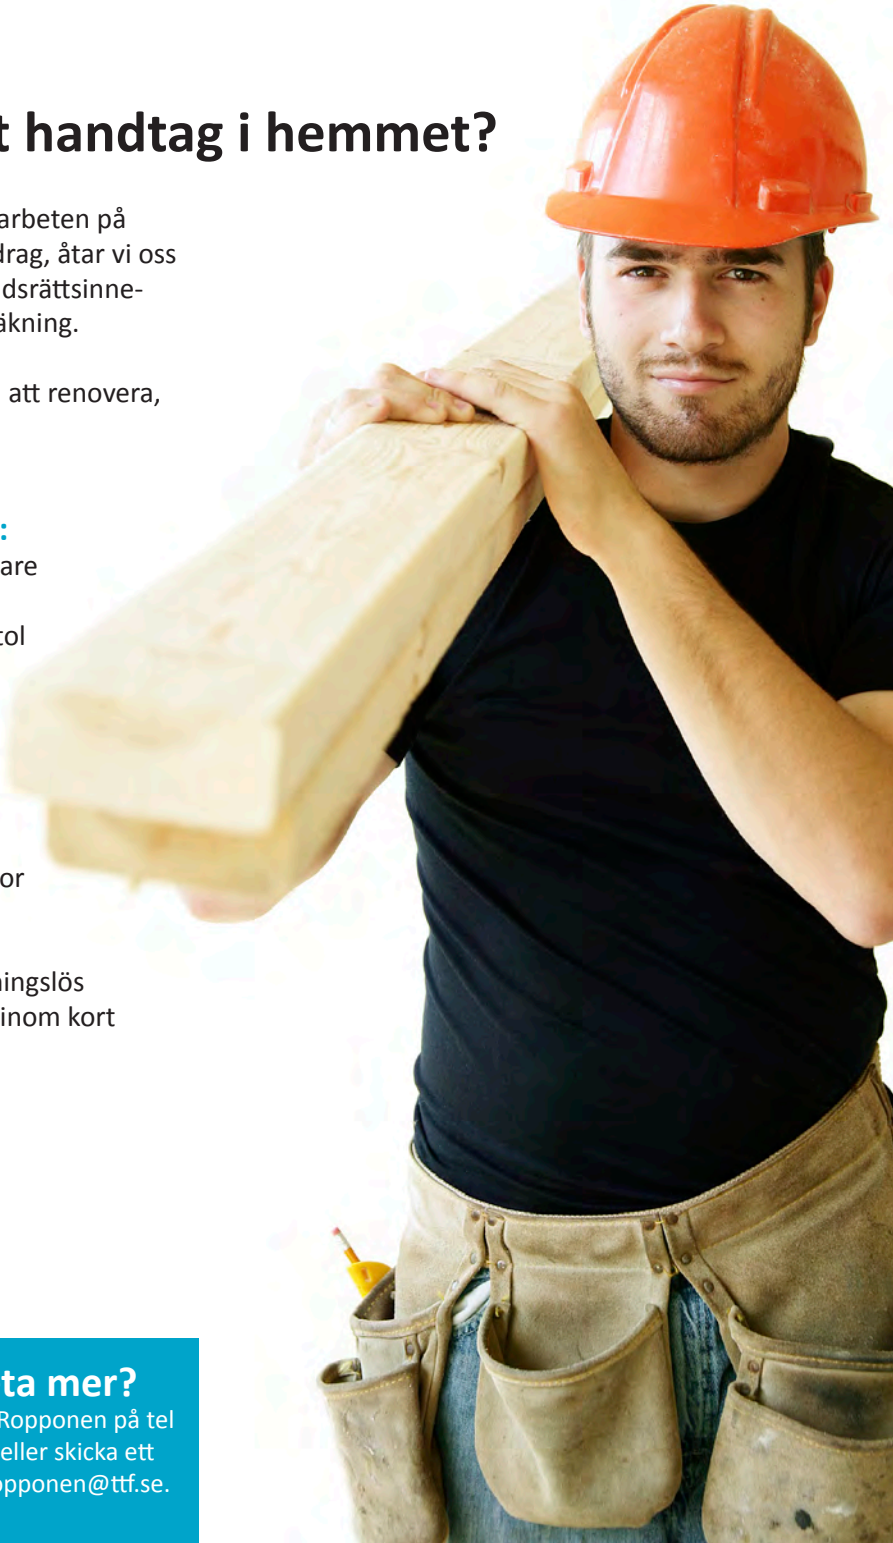 t handtag i hemmet?
arbeten på
drag, åtar vi oss
dsrättsinne-
äkning.
att renovera,
:
are
tol
or
ningslös
inom kort
ta mer?
Ropponen på tel
eller skicka ett
opponen@ttf.se.